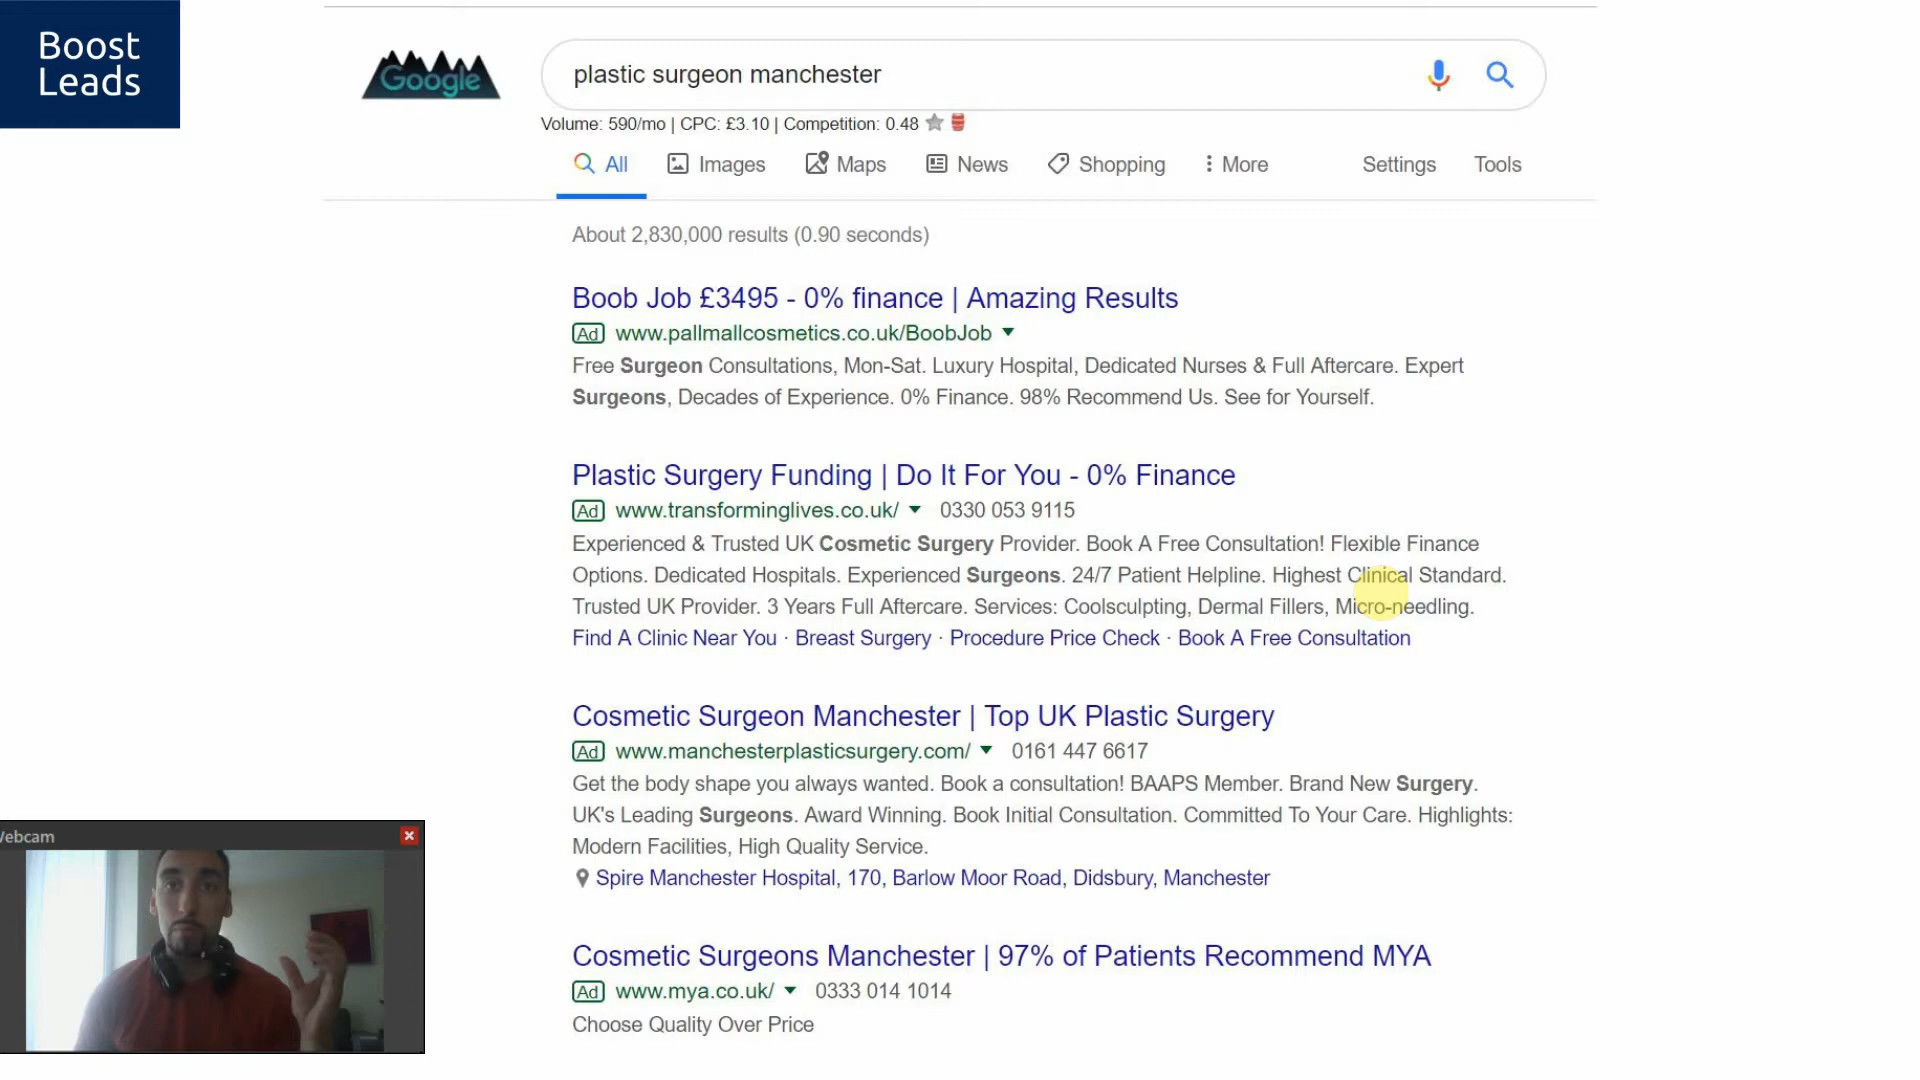 Boost
Leads
Google
plastic surgeon manchester
Volume: 590/mo | CPC: £3.10 | Competition: 0.48
All
Images
Maps
News
Shopping
More
Settings
Tools
About 2,830,000 results (0.90 seconds)
Boob Job £3495 - 0% finance | Amazing Results
Ad www.pallmallcosmetics.co.uk/BoobJob
Free Surgeon Consultations, Mon-Sat. Luxury Hospital, Dedicated Nurses & Full Aftercare. Expert
Surgeons, Decades of Experience. 0% Finance. 98% Recommend Us. See for Yourself.
Plastic Surgery Funding | Do It For You - 0% Finance
Ad www.transforminglives.co.uk/ 0330 053 9115
Experienced & Trusted UK Cosmetic Surgery Provider. Book A Free Consultation! Flexible Finance
Options. Dedicated Hospitals. Experienced Surgeons. 24/7 Patient Helpline. Highest Clinical Standard.
Trusted UK Provider. 3 Years Full Aftercare. Services: Coolsculpting, Dermal Fillers, Micro-needling.
Find A Clinic Near You · Breast Surgery · Procedure Price Check · Book A Free Consultation
Cosmetic Surgeon Manchester | Top UK Plastic Surgery
Ad www.manchesterplasticsurgery.com/ 0161 447 6617
Get the body shape you always wanted. Book a consultation! BAAPS Member. Brand New Surgery.
UK's Leading Surgeons. Award Winning. Book Initial Consultation. Committed To Your Care. Highlights:
Modern Facilities, High Quality Service.
Spire Manchester Hospital, 170, Barlow Moor Road, Didsbury, Manchester
Cosmetic Surgeons Manchester | 97% of Patients Recommend MYA
Ad www.mya.co.uk/ 0333 014 1014
Choose Quality Over Price
ebcam